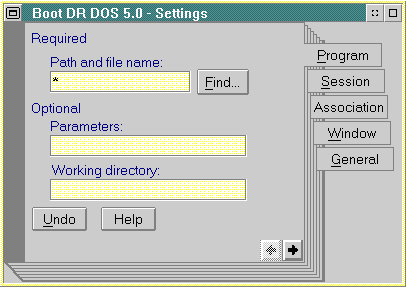 Boot DR DOS 5.0 - Settings
Required
Path and file name:
*
Find...
Optional
Parameters:
Working directory:
Undo
Help
Program
Session
Association
Window
General